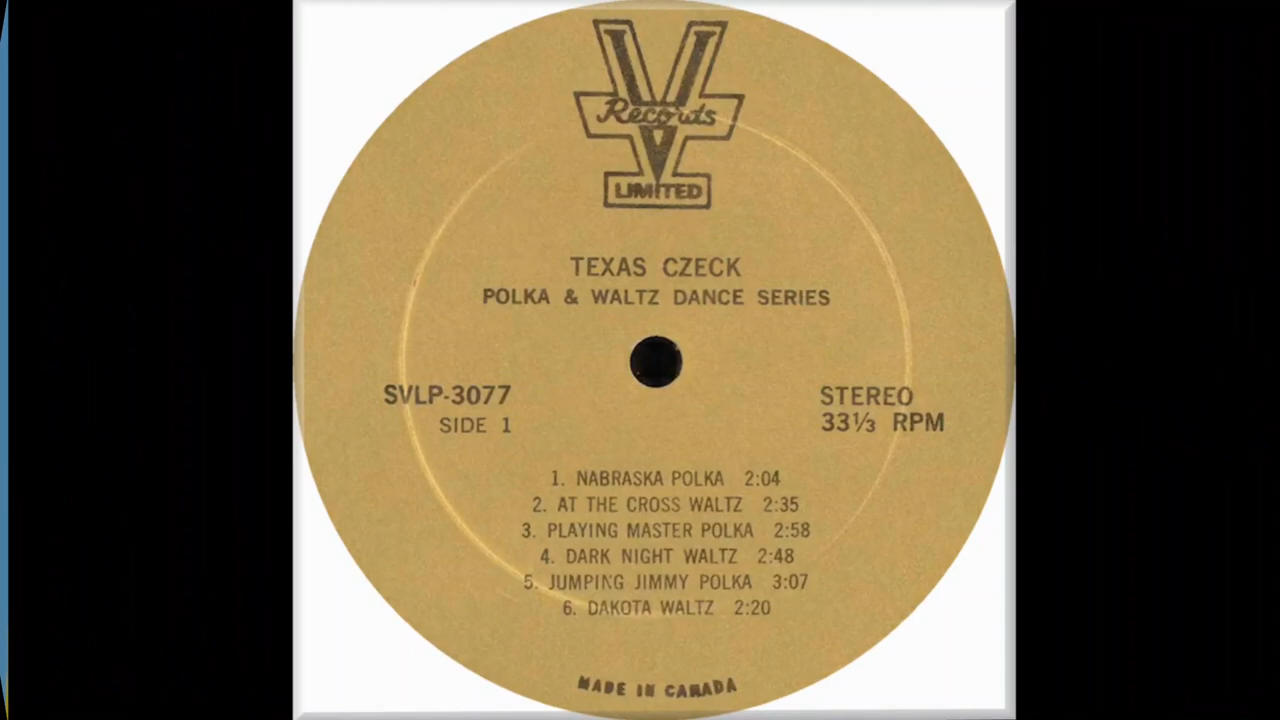 V
Records
LIMITED
TEXAS CZECK
POLKA & WALTZ DANCE SERIES
SVLP-3077
SIDE 1
STEREO
33⅓ RPM
1. NABRASKA POLKA 2:04
2. AT THE CROSS WALTZ 2:35
3. PLAYING MASTER POLKA 2:58
4. DARK NIGHT WALTZ 2:48
5. JUMPING JIMMY POLKA 3:07
6. DAKOTA WALTZ 2:20
MADE IN CANADA